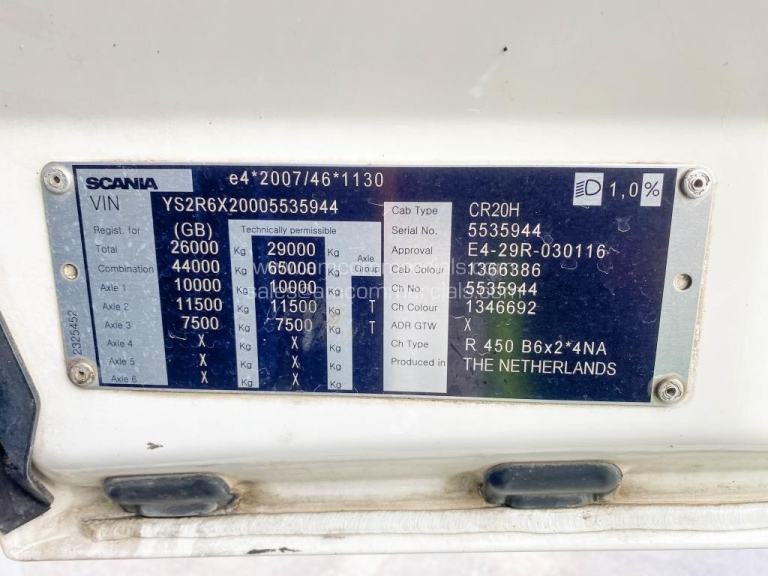 SCANIA e4*2007/46*1130 1,0%
VIN YS2R6X20005535944
Regist. for (GB) Technically permissible
Total 26000 Kg 29000 Kg Axle
Combination 44000 Kg 65000 Kg Group
Axle 1 10000 Kg 10000 Kg
Axle 2 11500 Kg 11500 Kg T
Axle 3 7500 Kg 7500 Kg T
Axle 4 X Kg X Kg
Axle 5 X Kg X Kg
Axle 6 X Kg X Kg
Cab Type CR20H
Serial No. 5535944
Approval E4-29R-030116
Cab Colour 1366386
Ch No. 5535944
Ch Colour 1346692
ADR GTW X
Ch Type R 450 B6x2*4NA
Produced in THE NETHERLANDS
2325452